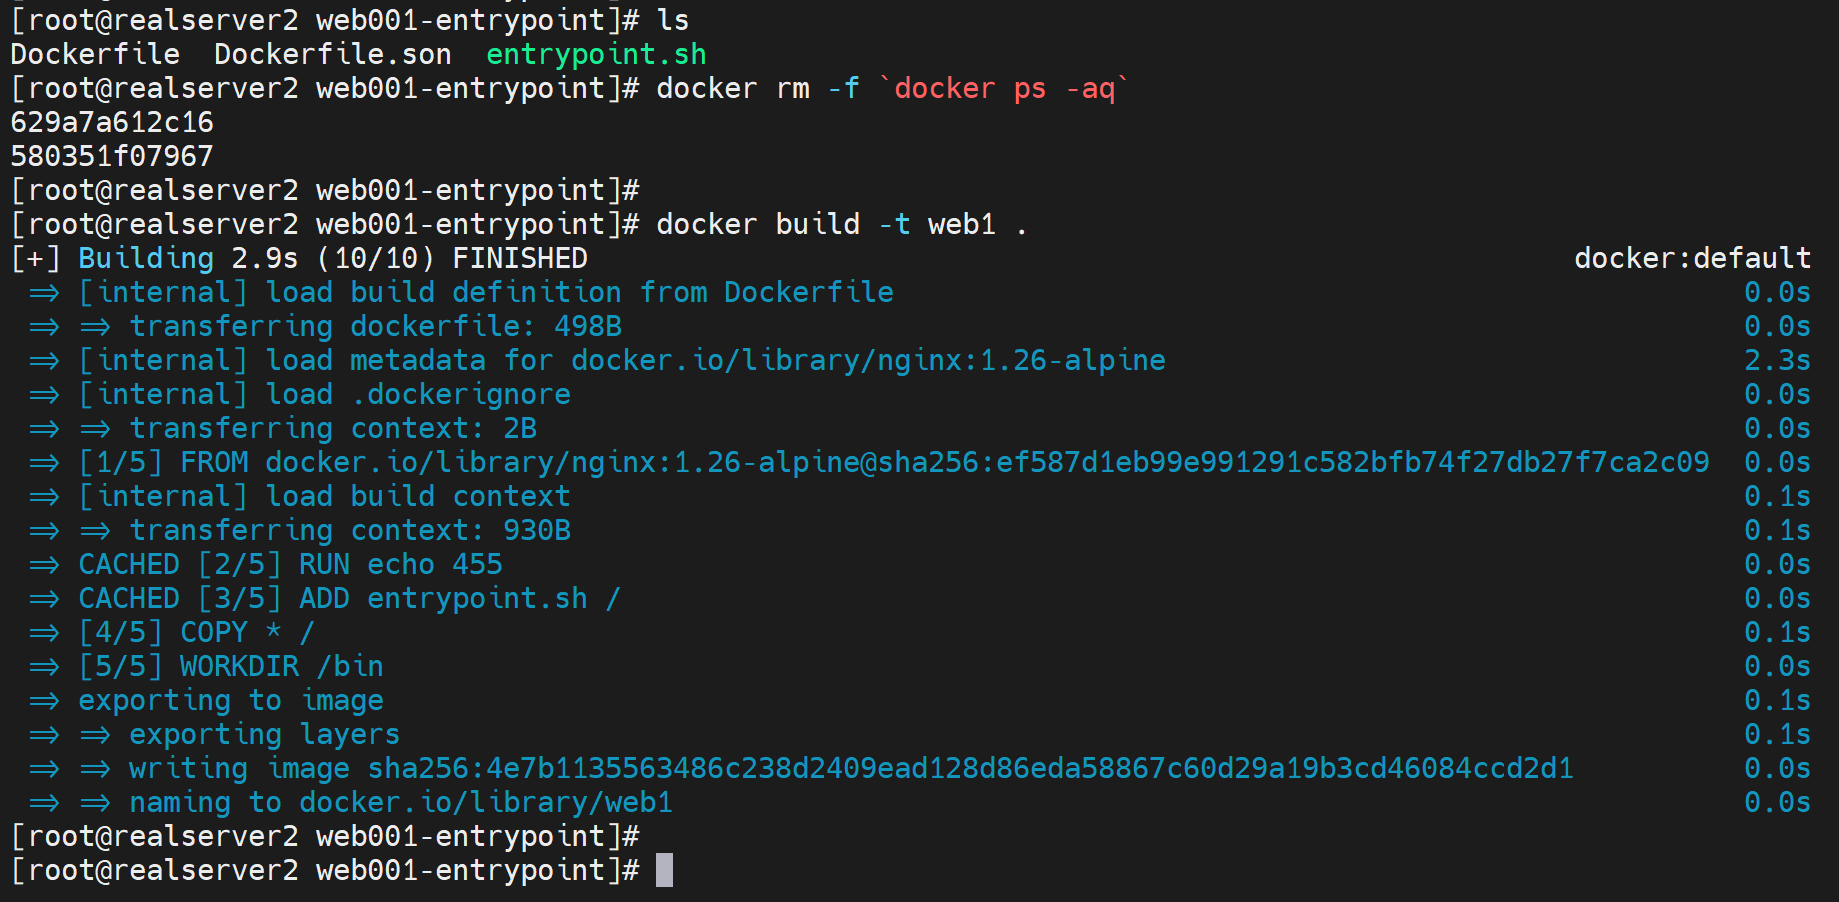 [root@realserver2 web001-entrypoint]# ls
Dockerfile  Dockerfile.son  entrypoint.sh
[root@realserver2 web001-entrypoint]# docker rm -f `docker ps -aq`
629a7a612c16
580351f07967
[root@realserver2 web001-entrypoint]#
[root@realserver2 web001-entrypoint]# docker build -t web1 .
[+] Building 2.9s (10/10) FINISHED docker:default
=> [internal] load build definition from Dockerfile 0.0s
=> => transferring dockerfile: 498B 0.0s
=> [internal] load metadata for docker.io/library/nginx:1.26-alpine 2.3s
=> [internal] load .dockerignore 0.0s
=> => transferring context: 2B 0.0s
=> [1/5] FROM docker.io/library/nginx:1.26-alpine@sha256:ef587d1eb99e991291c582bfb74f27db27f7ca2c09 0.0s
=> [internal] load build context 0.1s
=> => transferring context: 930B 0.1s
=> CACHED [2/5] RUN echo 455 0.0s
=> CACHED [3/5] ADD entrypoint.sh / 0.0s
=> [4/5] COPY * / 0.1s
=> [5/5] WORKDIR /bin 0.0s
=> exporting to image 0.1s
=> => exporting layers 0.1s
=> => writing image sha256:4e7b1135563486c238d2409ead128d86eda58867c60d29a19b3cd46084ccd2d1 0.0s
=> => naming to docker.io/library/web1 0.0s
[root@realserver2 web001-entrypoint]#
[root@realserver2 web001-entrypoint]#